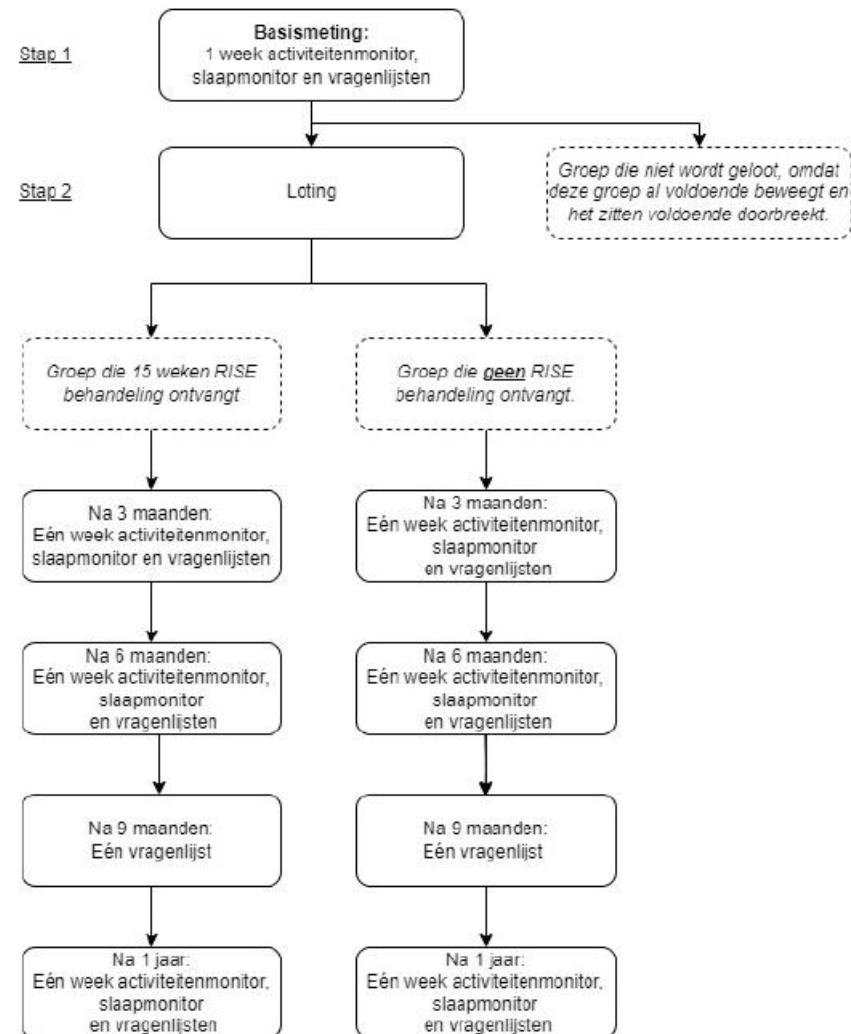 Stap 1
Basismeting:
1 week activiteitenmonitor,
slaapmonitor en vragenlijsten
Stap 2
Loting
Groep die niet wordt geloot, omdat
deze groep al voldoende beweegt en
het zitten voldoende doorbreekt.
Groep die 15 weken RISE
behandeling ontvangt
Groep die geen RISE
behandeling ontvangt.
Na 3 maanden:
Eén week activiteitenmonitor,
slaapmonitor en vragenlijsten
Na 3 maanden:
Eén week activiteitenmonitor,
slaapmonitor
en vragenlijsten
Na 6 maanden:
Eén week activiteitenmonitor,
slaapmonitor
en vragenlijsten
Na 6 maanden:
Eén week activiteitenmonitor,
slaapmonitor
en vragenlijsten
Na 9 maanden:
Eén vragenlijst
Na 9 maanden:
Eén vragenlijst
Na 1 jaar:
Eén week activiteitenmonitor,
slaapmonitor
en vragenlijsten
Na 1 jaar:
Eén week activiteitenmonitor,
slaapmonitor
en vragenlijsten